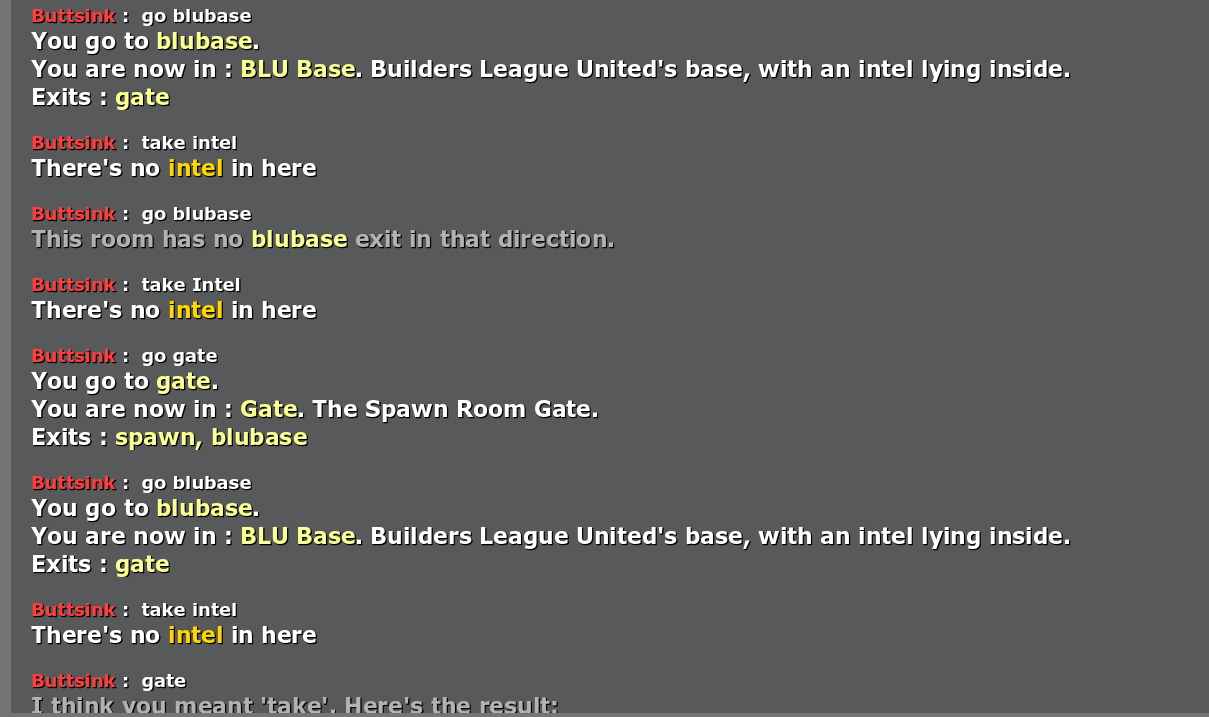 Buttsink :  go blubase
You go to blubase.
You are now in : BLU Base. Builders League United's base, with an intel lying inside.
Exits : gate
Buttsink :  take intel
There's no intel in here
Buttsink :  go blubase
This room has no blubase exit in that direction.
Buttsink :  take Intel
There's no intel in here
Buttsink :  go gate
You go to gate.
You are now in : Gate. The Spawn Room Gate.
Exits : spawn, blubase
Buttsink :  go blubase
You go to blubase.
You are now in : BLU Base. Builders League United's base, with an intel lying inside.
Exits : gate
Buttsink :  take intel
There's no intel in here
Buttsink :  gate
I think you meant 'take'. Here's the result: